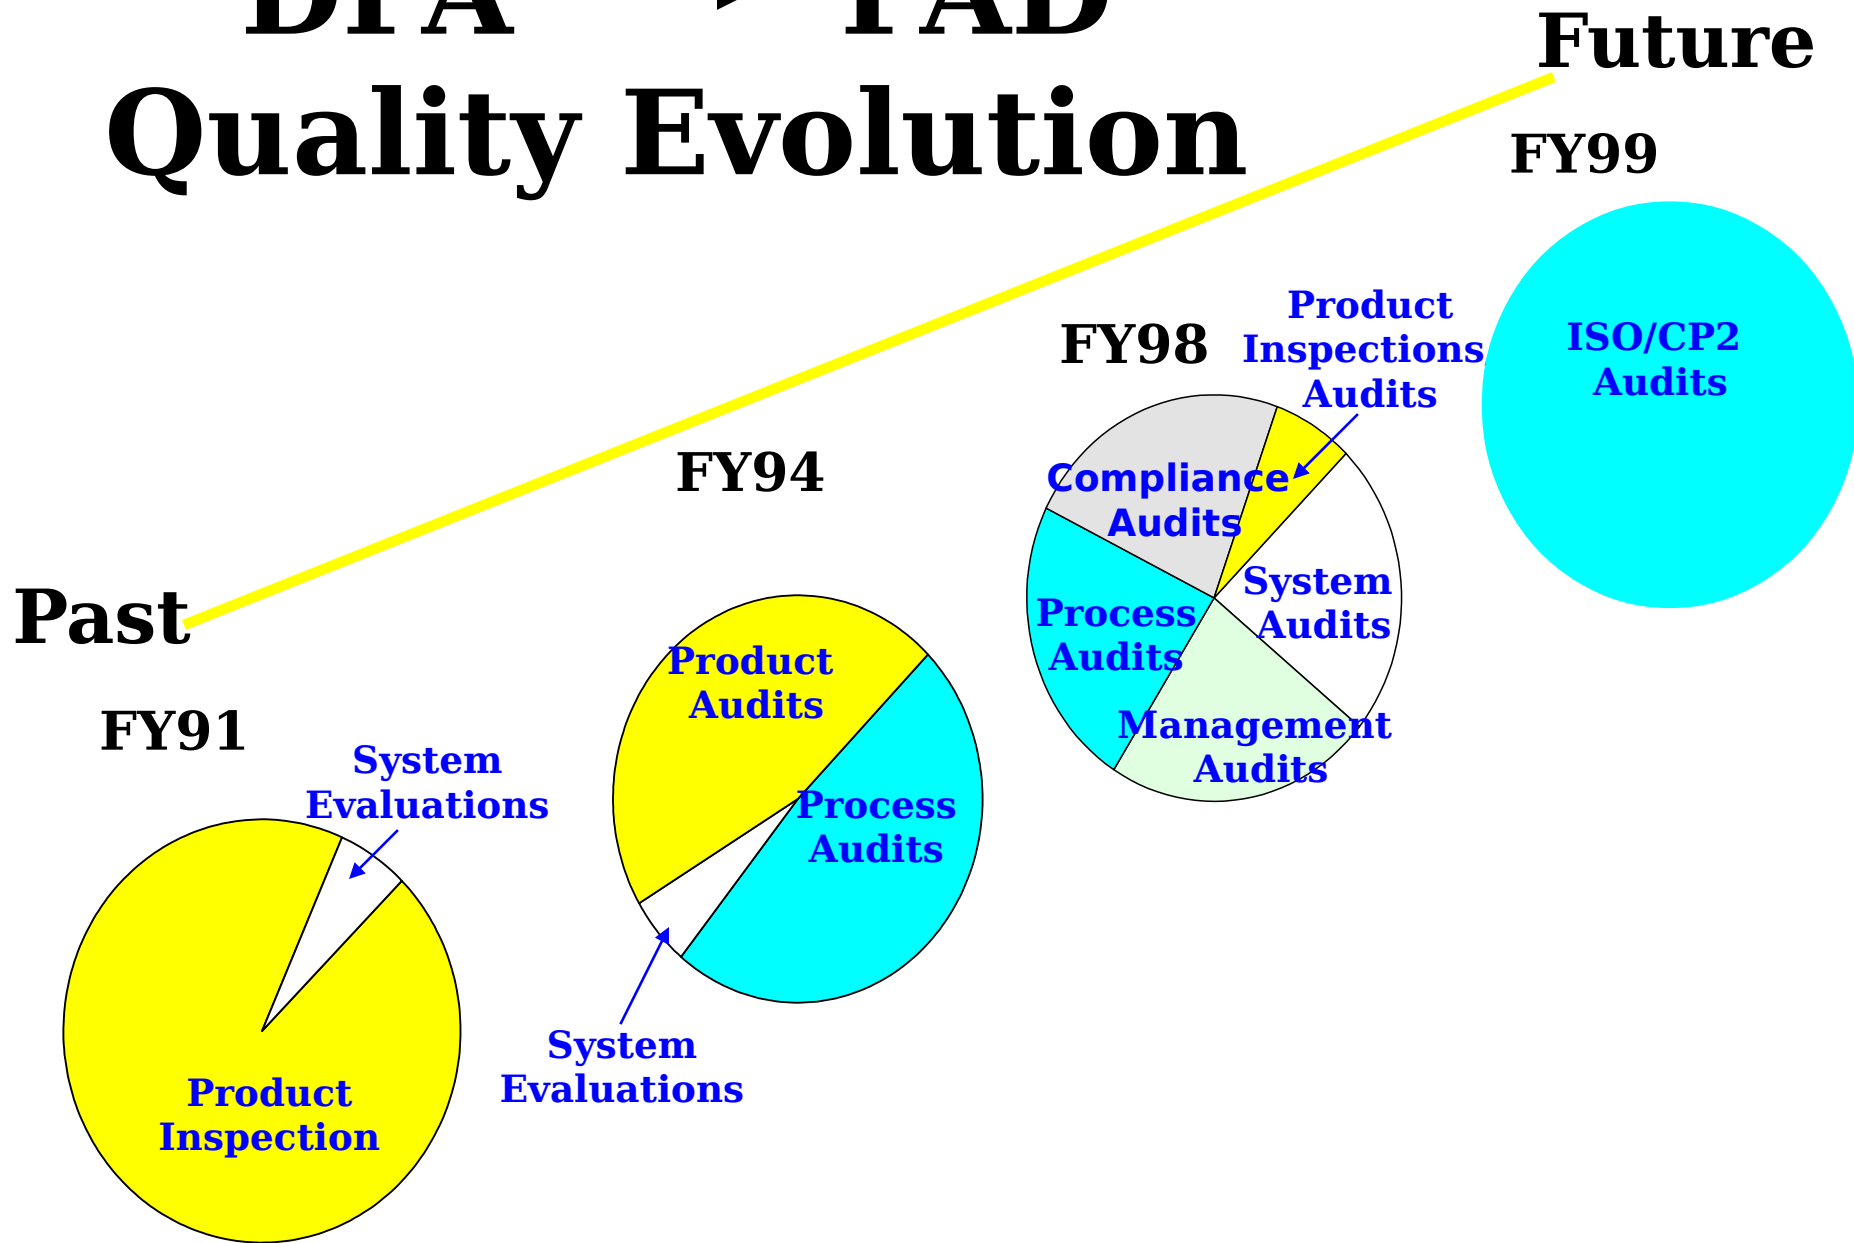 Quality Evolution
Future
FY99
ISO/CP2
Audits
Product
Inspections
Audits
FY98
Compliance
Audits
System
Audits
Process
Audits
Management
Audits
FY94
Product
Audits
Process
Audits
System
Evaluations
Past
FY91
System
Evaluations
Product
Inspection